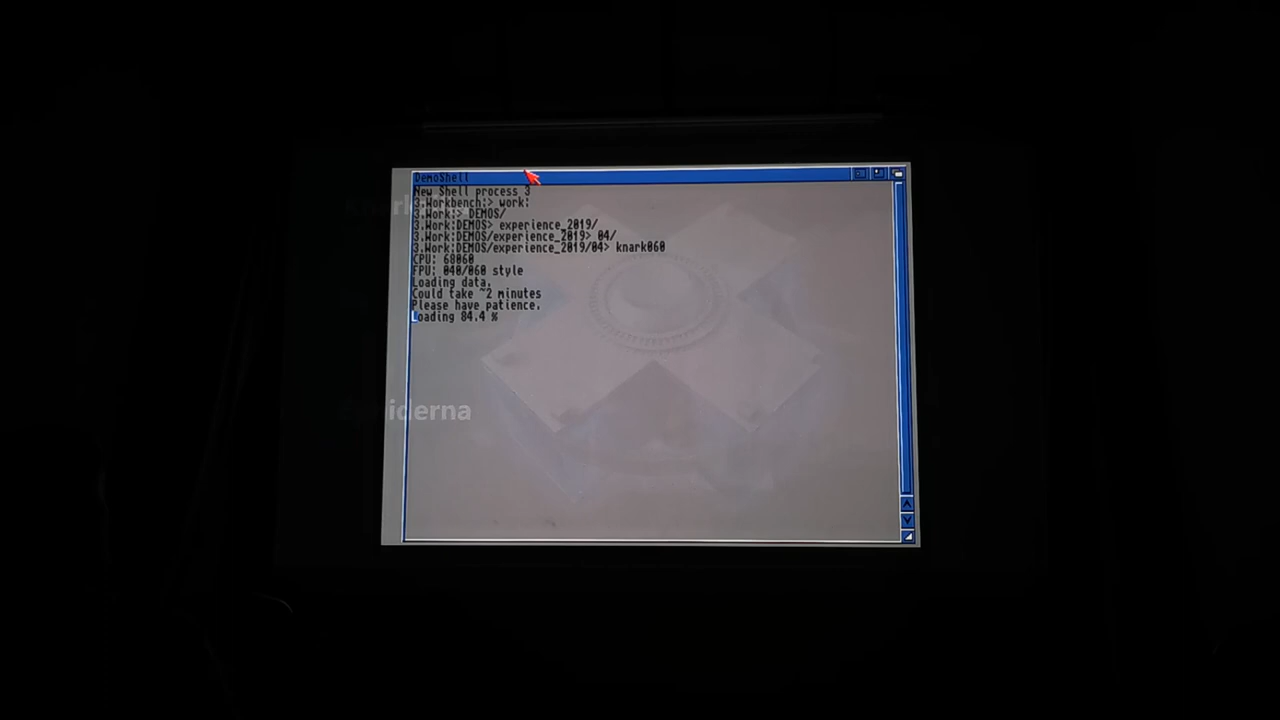 DemoShell
New Shell process 3
3.Workbench:> work:
3.Work:> DEMOS/
3.Work:DEMOS> experience_2019/
3.Work:DEMOS/experience_2019> 04/
3.Work:DEMOS/experience_2019/04> knark060
CPU: 68060
FPU: 040/060 style
Loading data.
Could take ~2 minutes
Please have patience.
Loading 84.4 %